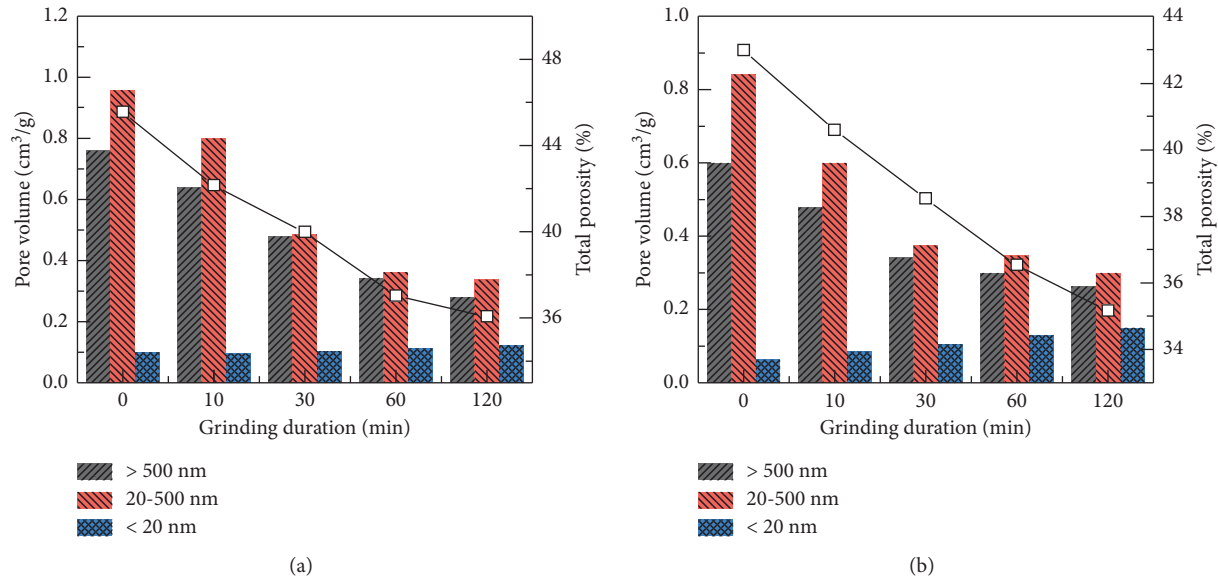 Pore volume (cm³/g)
1.2
1.0
0.8
0.6
0.4
0.2
0.0
0 10 30 60 120
Grinding duration (min)
48
44
40
36
Total porosity (%)
> 500 nm
20-500 nm
< 20 nm
(a)
Pore volume (cm³/g)
1.0
0.8
0.6
0.4
0.2
0.0
0 10 30 60 120
Grinding duration (min)
44
42
40
38
36
34
Total porosity (%)
> 500 nm
20-500 nm
< 20 nm
(b)